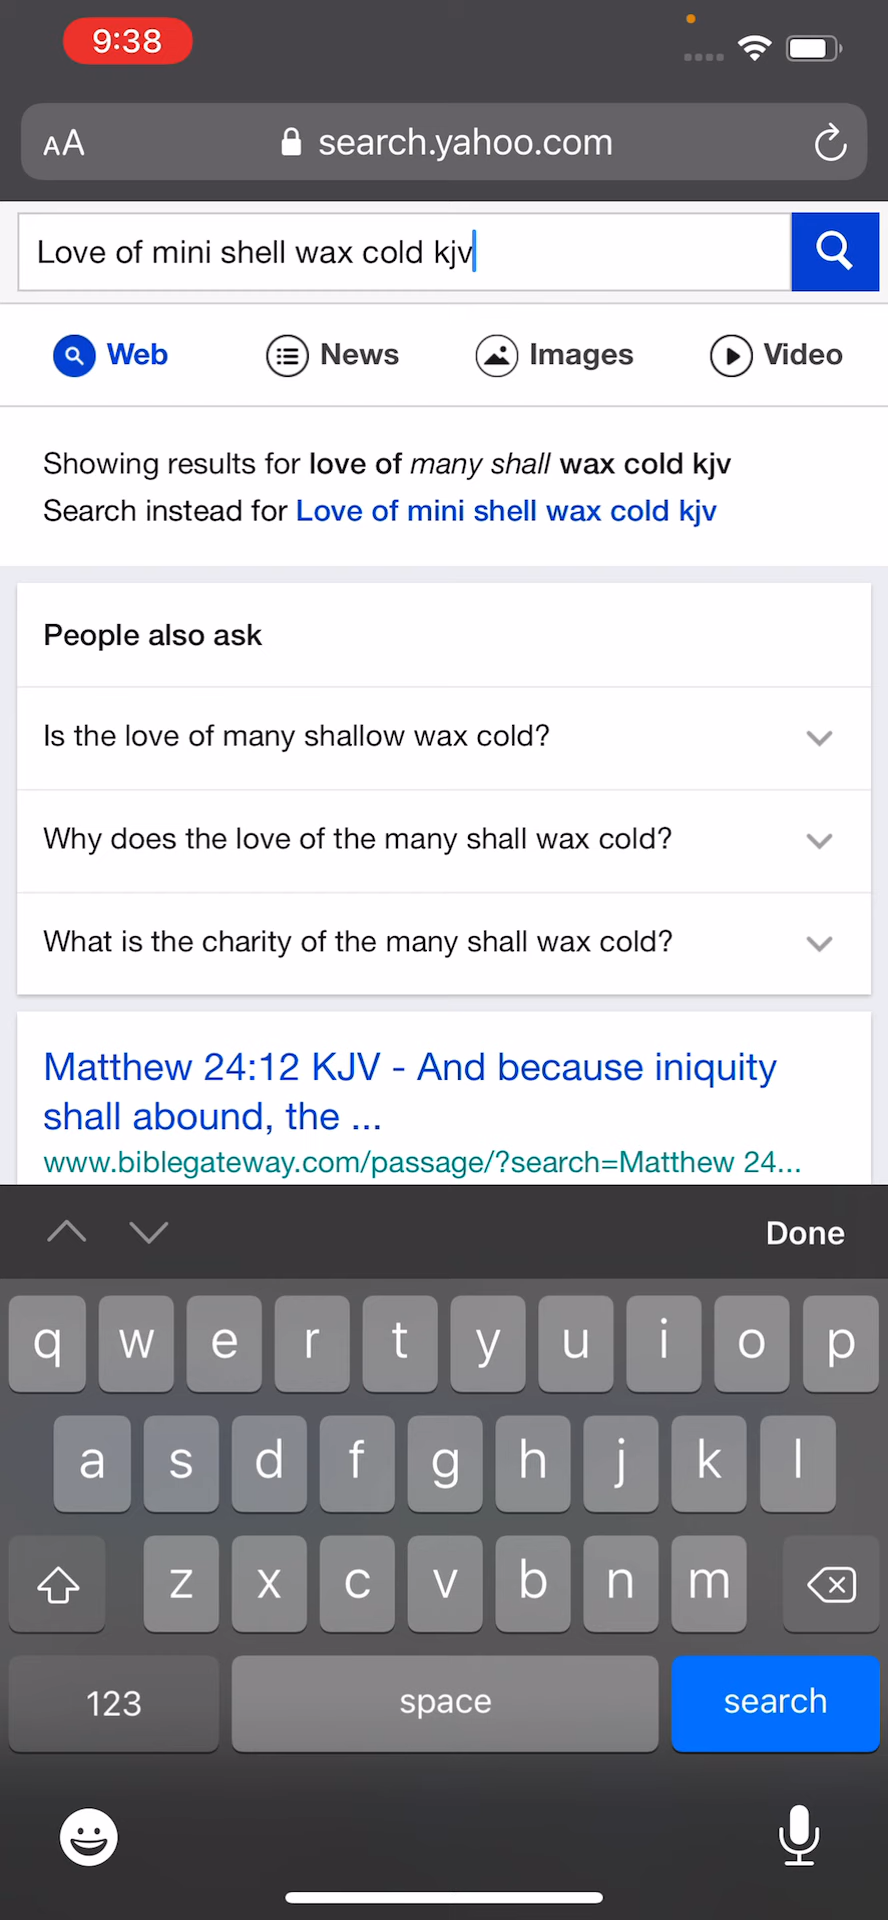 9:38
AA search.yahoo.com
Love of mini shell wax cold kjv
Web News Images Video
Showing results for love of many shall wax cold kjv
Search instead for Love of mini shell wax cold kjv
People also ask
Is the love of many shallow wax cold?
Why does the love of the many shall wax cold?
What is the charity of the many shall wax cold?
Matthew 24:12 KJV - And because iniquity
shall abound, the ...
www.biblegateway.com/passage/?search=Matthew 24...
Done
q w e r t y u i o p
a s d f g h j k l
z x c v b n m
123 space search